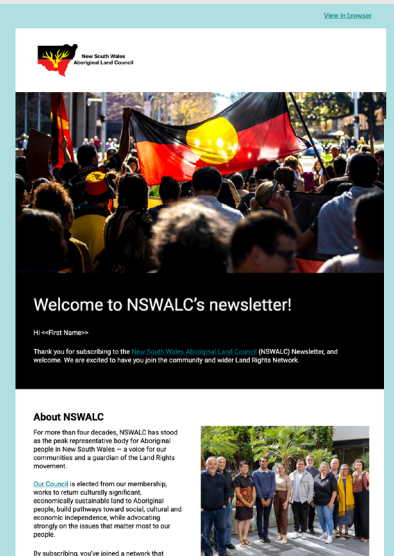 View in browser
New South Wales
Aboriginal Land Council
Welcome to NSWALC's newsletter!
Hi <<First Name>>
Thank you for subscribing to the New South Wales Aboriginal Land Council (NSWALC) Newsletter, and
welcome. We are excited to have you join the community and wider Land Rights Network.
About NSWALC
For more than four decades, NSWALC has stood
as the peak representative body for Aboriginal
people in New South Wales — a voice for our
communities and a guardian of the Land Rights
movement.
Our Council is elected from our membership,
works to return culturally significant,
economically sustainable land to Aboriginal
people, build pathways toward social, cultural and
economic independence, while advocating
strongly on the issues that matter most to our
people.
By subscribing, you've joined a network that